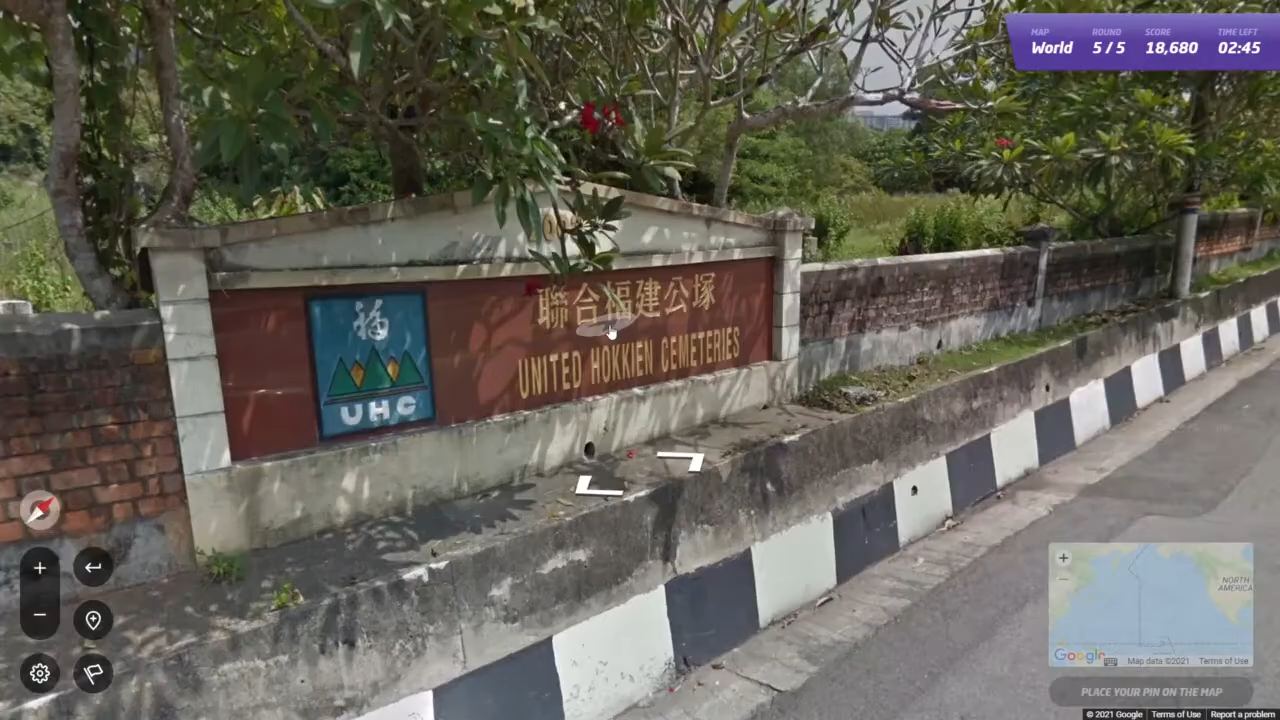 MAP
World
ROUND
5 / 5
SCORE
18,680
TIME LEFT
02:45
福
UHC
聯合福建公塚
UNITED HOKKIEN CEMETERIES
NORTH
AMERICA
Google
Map data ©2021
Terms of Use
PLACE YOUR PIN ON THE MAP
© 2021 Google
Terms of Use
Report a problem